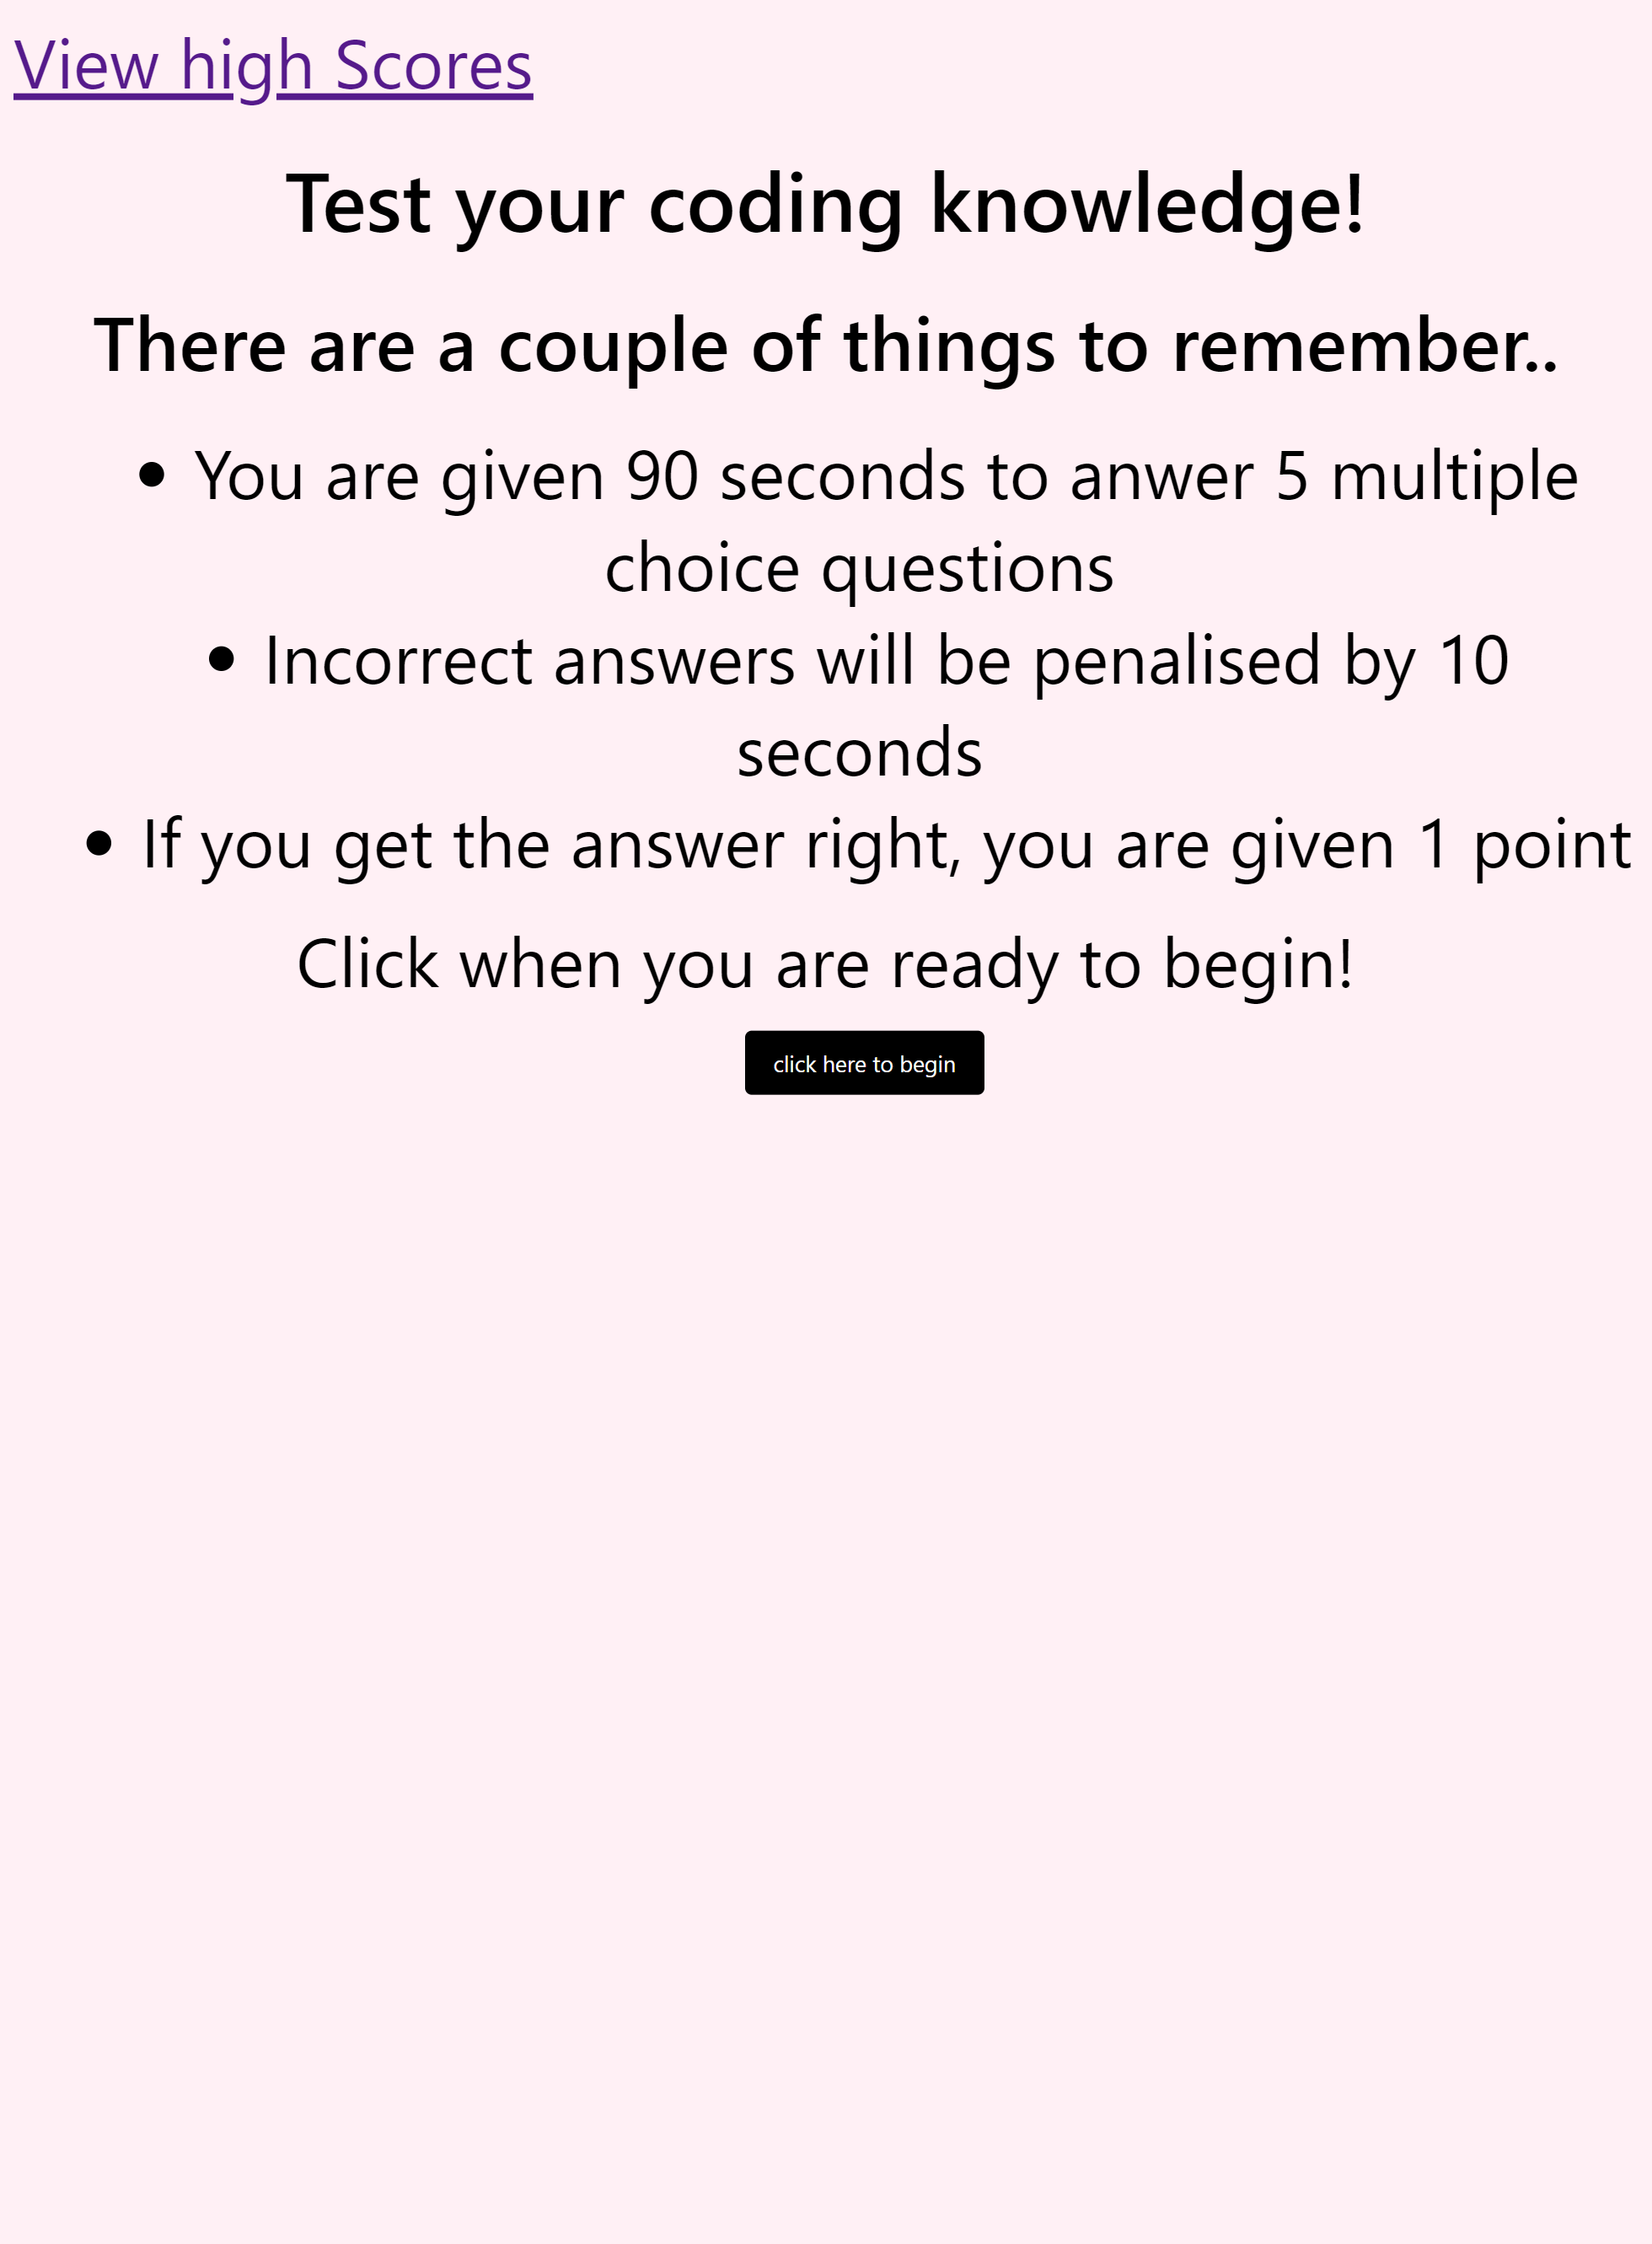 View high Scores
Test your coding knowledge!
There are a couple of things to remember..
• You are given 90 seconds to anwer 5 multiple
choice questions
• Incorrect answers will be penalised by 10
seconds
• If you get the answer right, you are given 1 point
Click when you are ready to begin!
click here to begin